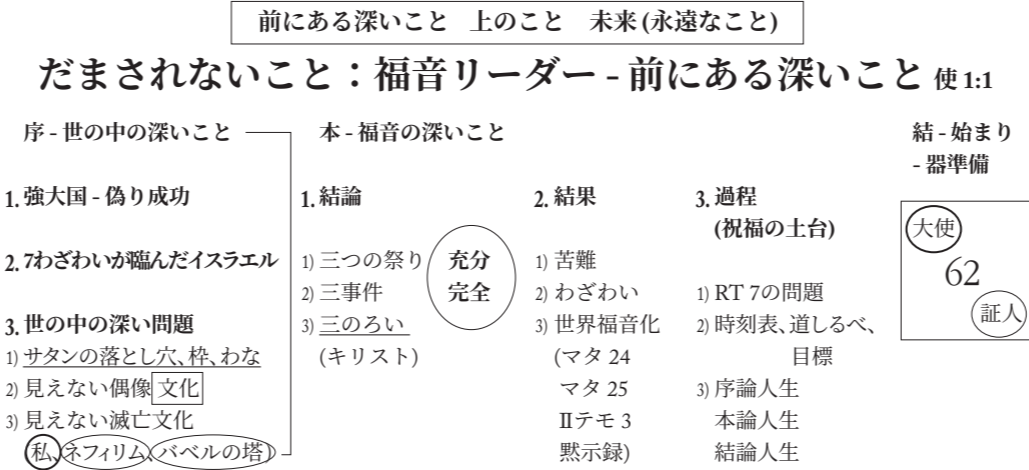 前にある深いこと　上のこと　未来(永遠なこと)
だまされないこと：福音リーダー - 前にある深いこと 使 1:1
序 - 世の中の深いこと
1. 強大国 - 偽り成功
2. 7わざわいが臨んだイスラエル
3. 世の中の深い問題
1) サタンの落とし穴、枠、わな
2) 見えない偶像 文化
3) 見えない滅亡文化
(私、ネフィリム、バベルの塔)
本 - 福音の深いこと
1. 結論
1) 三つの祭り
2) 三事件
3) 三のろい
(キリスト)
充分
完全
2. 結果
1) 苦難
2) わざわい
3) 世界福音化
(マタ 24
マタ 25
Ⅱテモ 3
黙示録)
3. 過程
(祝福の土台)
1) RT 7の問題
2) 時刻表、道しるべ、
目標
3) 序論人生
本論人生
結論人生
結 - 始まり
- 器準備
大使
62
証人